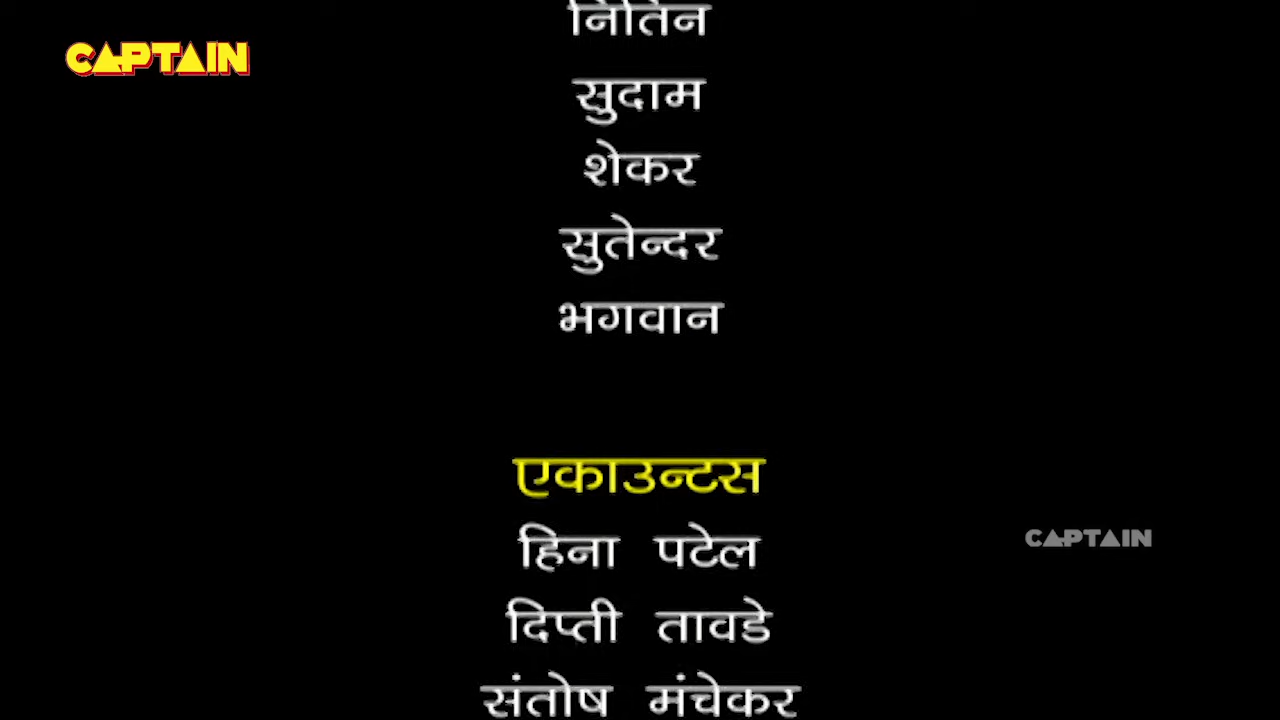 नितिन
CAPTAIN
सुदाम
शेकर
सुतेन्दर
भगवान
एकाउन्टस
हिना पटेल
CAPTAIN
दिप्ती तावडे
संतोष मंचेकर